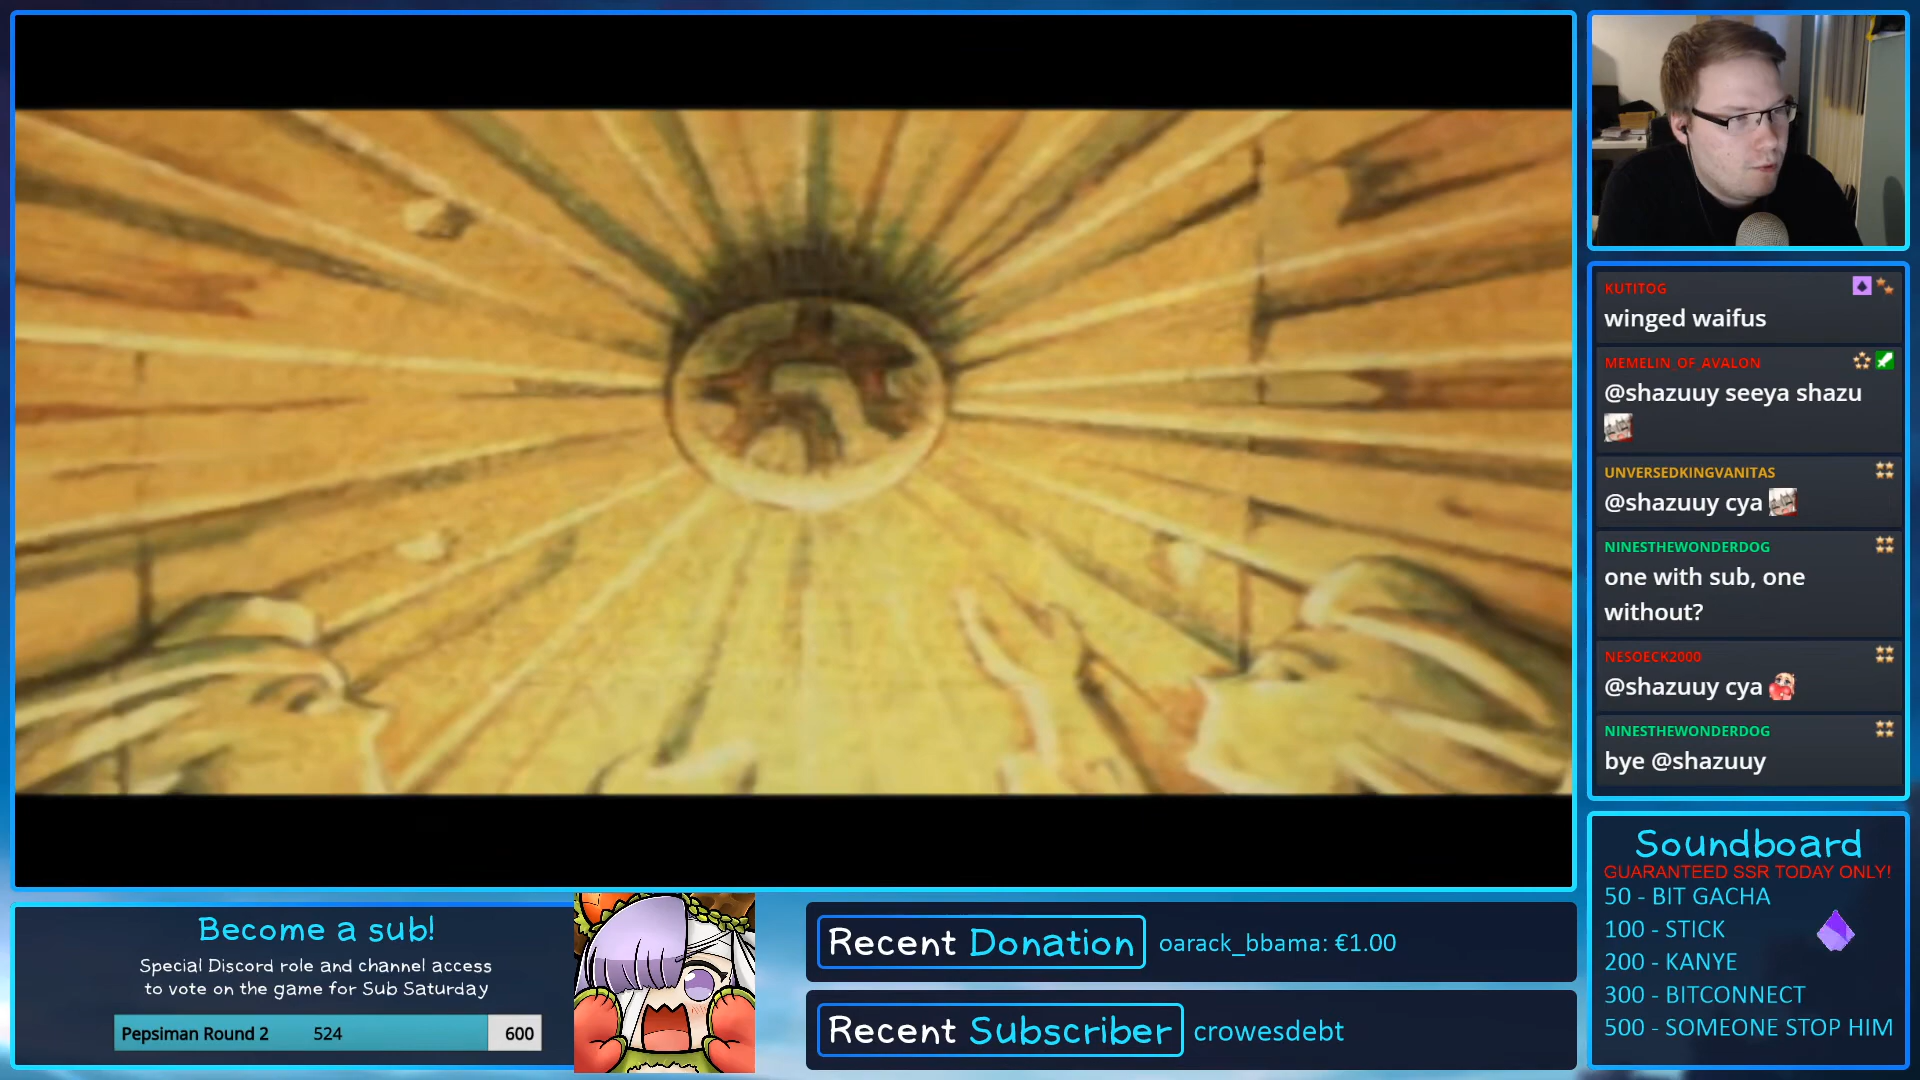 KUTITOG
winged waifus
MEMELIN_OF_AVALON
@shazuuy seeya shazu
UNVERSEDKINGVANITAS
@shazuuy cya
NINESTHEWONDERDOG
one with sub, one
without?
NESOECK2000
@shazuuy cya
NINESTHEWONDERDOG
bye @shazuuy
Soundboard
GUARANTEED SSR TODAY ONLY!
50 - BIT GACHA
100 - STICK
200 - KANYE
300 - BITCONNECT
500 - SOMEONE STOP HIM
Become a sub!
Special Discord role and channel access
to vote on the game for Sub Saturday
Pepsiman Round 2 524 600
Recent Donation oarack_bbama: €1.00
Recent Subscriber crowesdebt